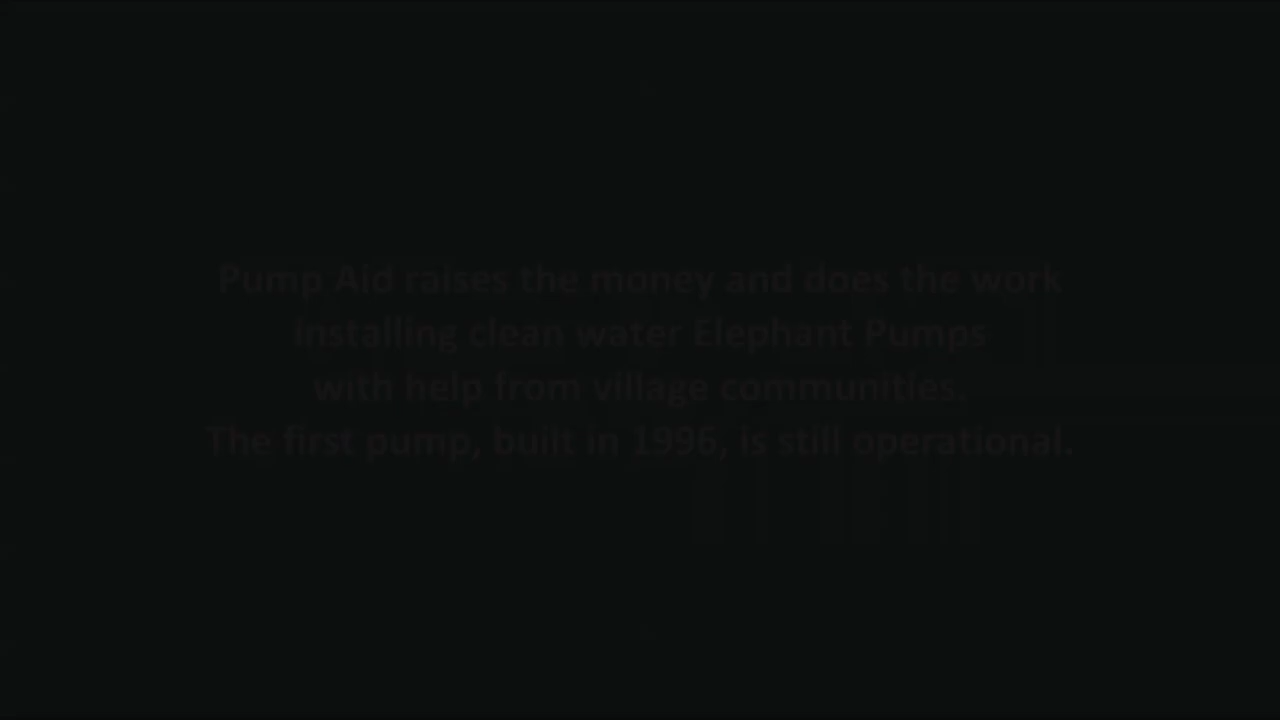 Pump Aid raises the money and does the work
installing clean water Elephant Pumps
with help from village communities.
The first pump, built in 1996, is still operational.